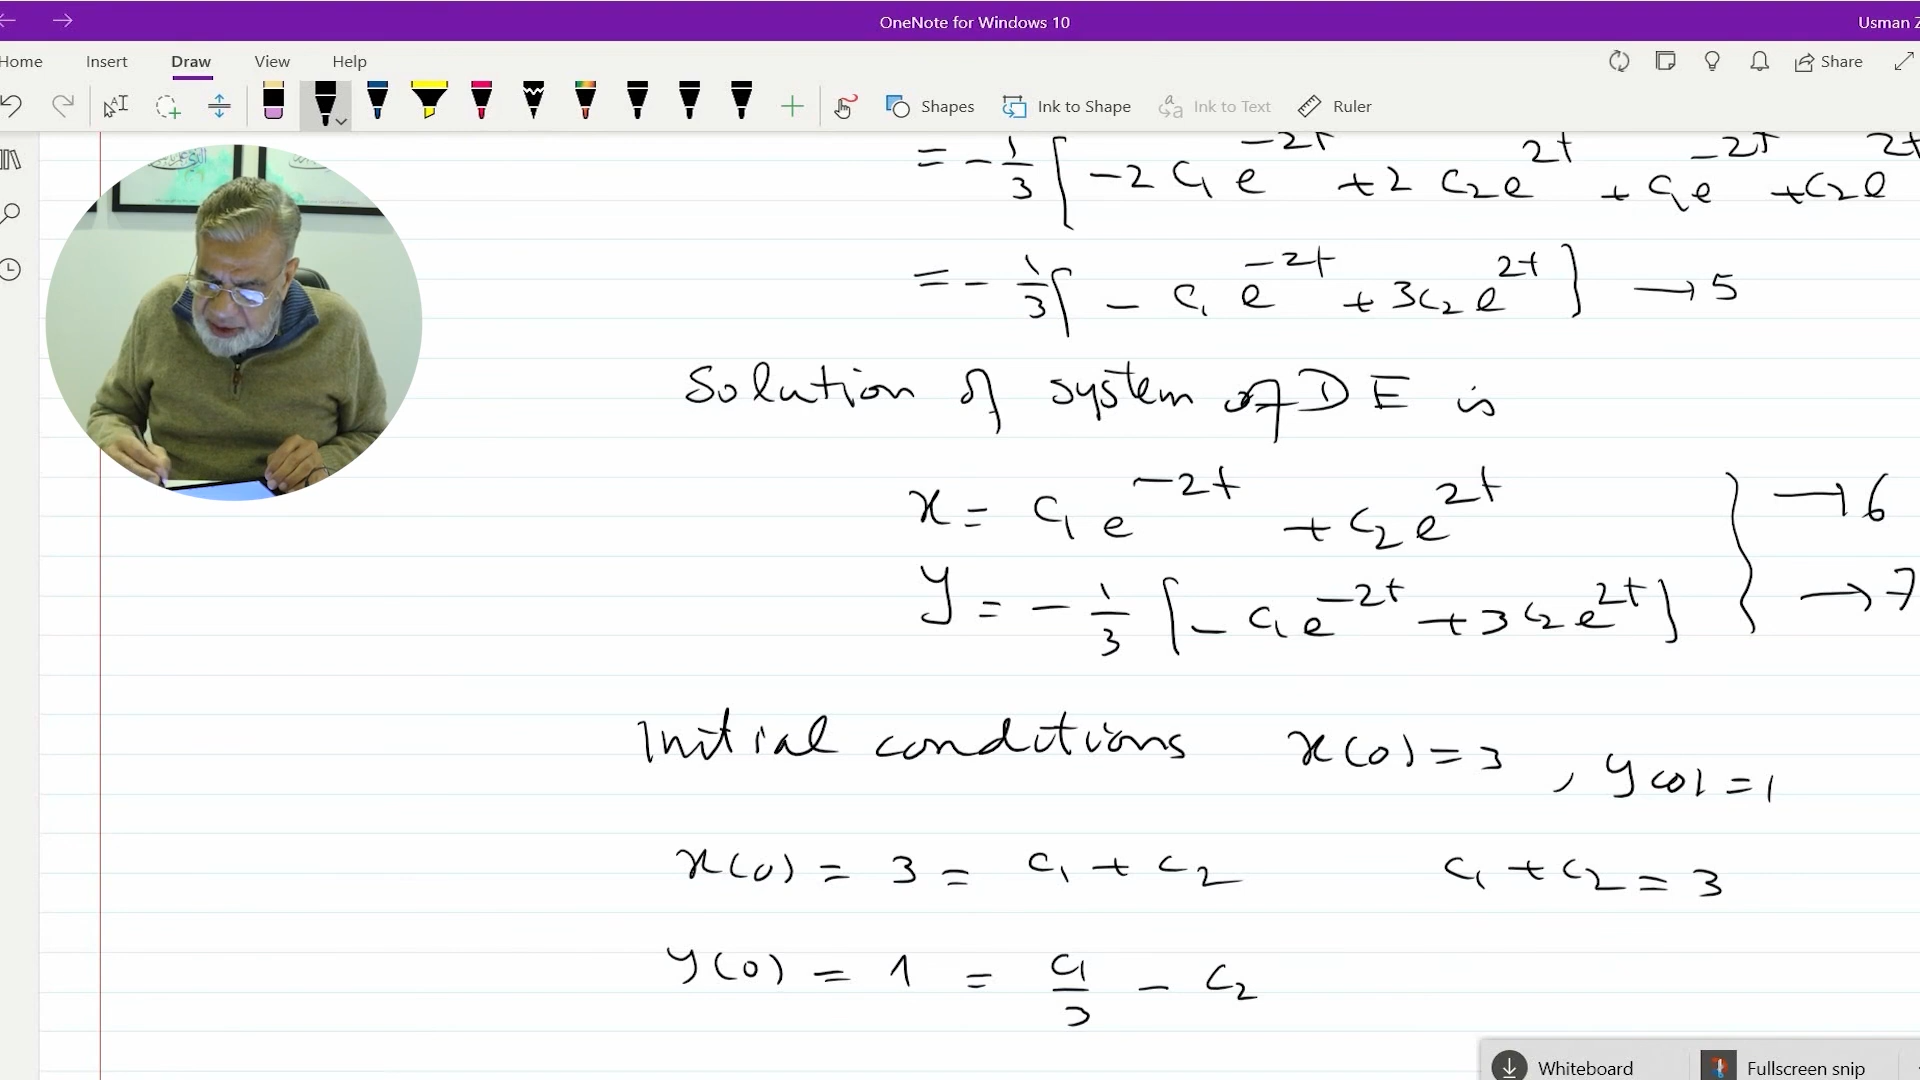 OneNote for Windows 10
Usman Z
Home Insert Draw View Help
Share
Shapes Ink to Shape Ink to Text Ruler
= -1/3 [ -2 c₁ e^-2t + 2 c₂ e^2t + c₁ e^-2t + c₂ e^2t
= -1/3 [ - c₁ e^-2t + 3c₂ e^2t ] → 5
Solution of system of DE is
x = c₁ e^-2t + c₂ e^2t → 6
y = -1/3 [ - c₁ e^-2t + 3 c₂ e^2t ] } → 7
Initial conditions x(0) = 3 , y(0) = 1
x(0) = 3 = c₁ + c₂ c₁ + c₂ = 3
y(0) = 1 = c₁/3 - c₂
Whiteboard Fullscreen snip